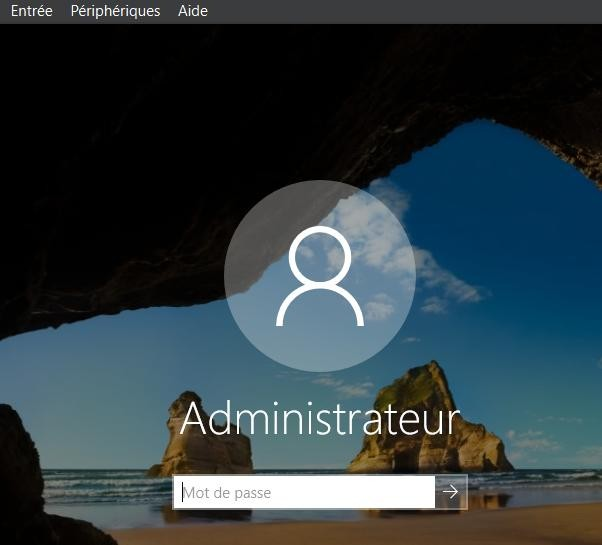 Entrée Périphériques Aide
Administrateur
Mot de passe